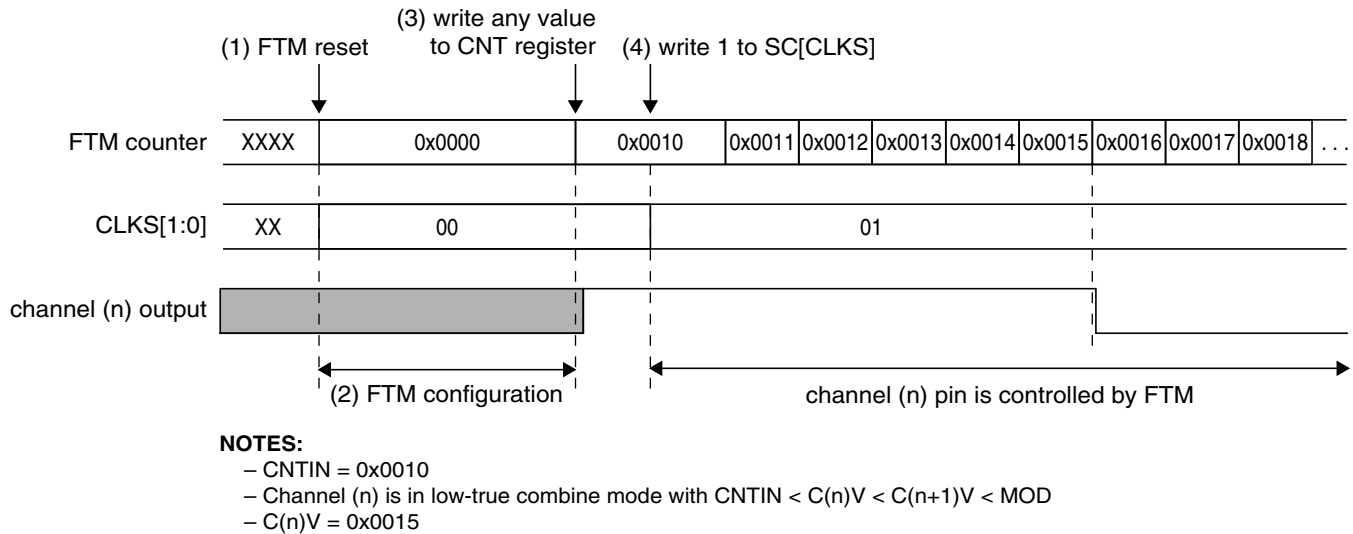 (3) write any value
(1) FTM reset to CNT register (4) write 1 to SC[CLKS]
FTM counter XXXX 0x0000 0x0010 0x0011 0x0012 0x0013 0x0014 0x0015 0x0016 0x0017 0x0018 . . .
CLKS[1:0] XX 00 01
channel (n) output
(2) FTM configuration channel (n) pin is controlled by FTM
NOTES:
– CNTIN = 0x0010
– Channel (n) is in low-true combine mode with CNTIN < C(n)V < C(n+1)V < MOD
– C(n)V = 0x0015